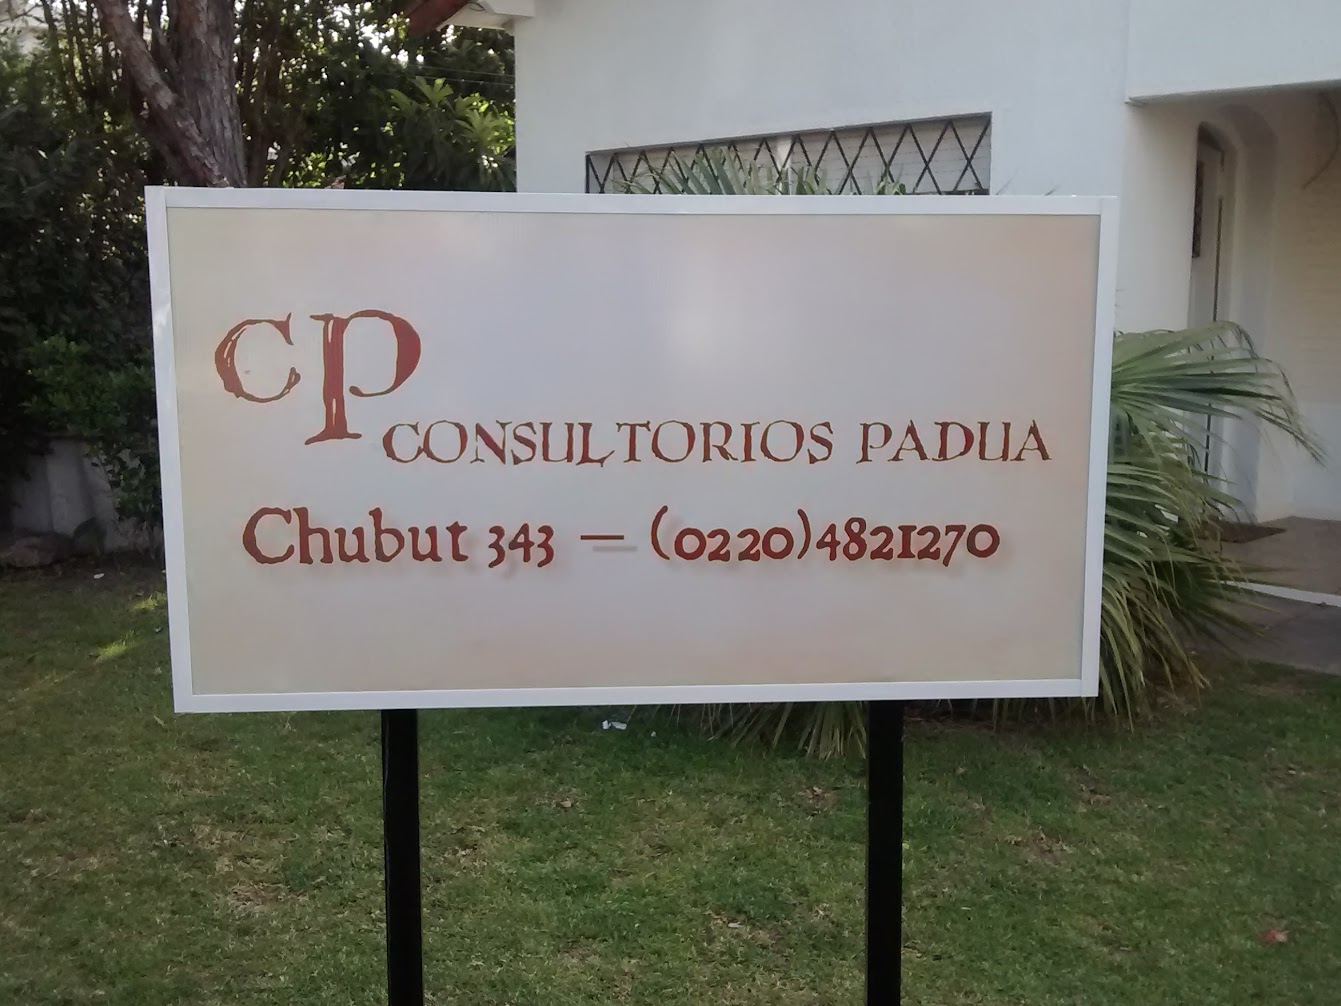 cp
CONSULTORIOS PADUA
Chubut 343 — (0220)4821270